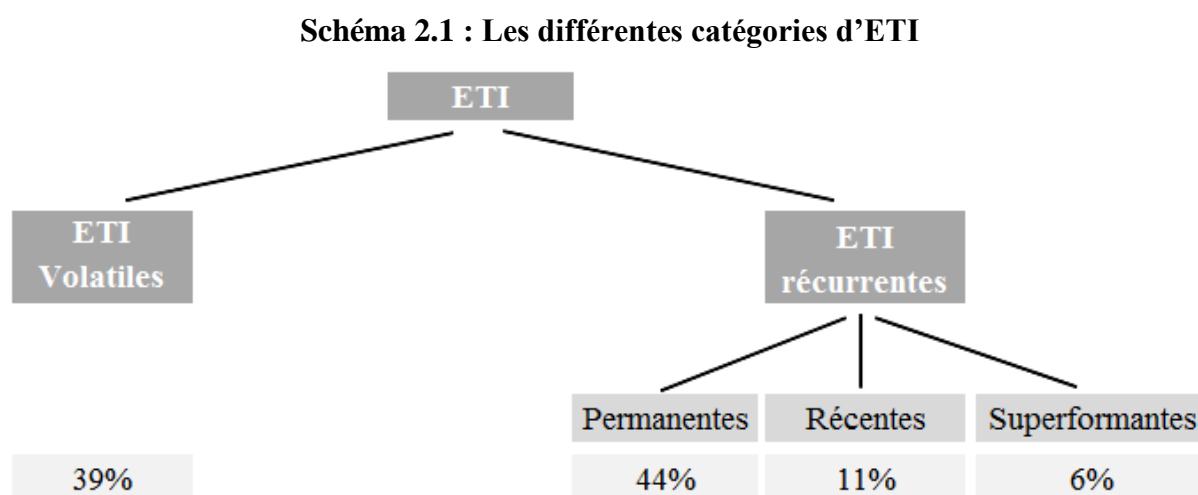 Schéma 2.1 : Les différentes catégories d’ETI
ETI
ETI
Volatiles
ETI
récurrentes
Permanentes
Récentes
Superformantes
39%
44%
11%
6%